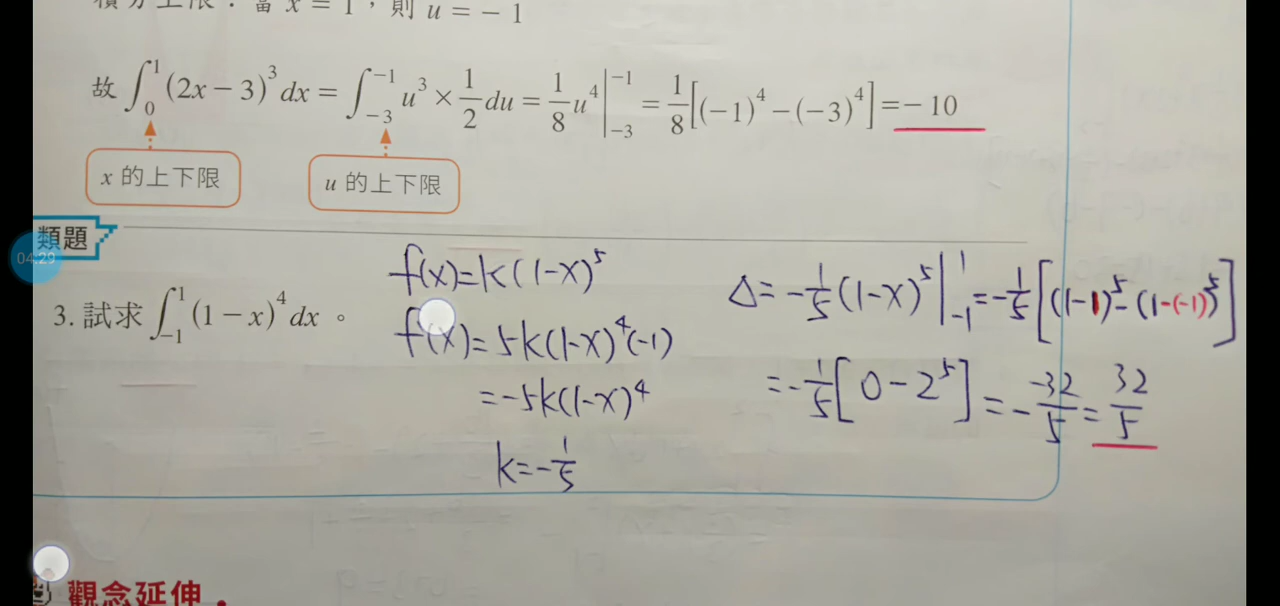 積分上限：當 x = 1，則 u = − 1
故 ∫₀¹ (2x − 3)³ dx = ∫₋₃⁻¹ u³ × 1/2 du = 1/8 u⁴ |₋₃⁻¹ = 1/8 [(−1)⁴ − (−3)⁴] = − 10
x 的上下限
u 的上下限
類題
04:29
3. 試求 ∫₋₁¹ (1 − x)⁴ dx 。
f(x)=k(1-x)⁵
f'(x)=5k(1-x)⁴(-1)
=-5k(1-x)⁴
k=-1/5
Δ=-1/5(1-x)⁵|₋₁¹=-1/5[(1-1)⁵-(1-(-1))⁵]
=-1/5[0-2⁵]=-(-32)/5=32/5
觀念延伸